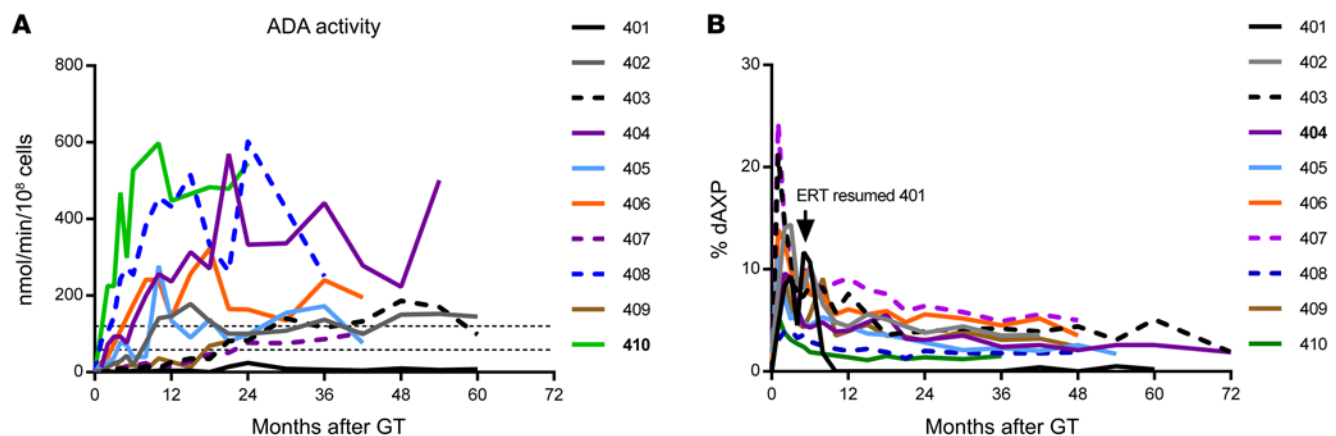 A
ADA activity
nmol/min/10⁸ cells
800
600
400
200
0
0 12 24 36 48 60 72
Months after GT
401
402
403
404
405
406
407
408
409
410
B
% dAXP
30
20
10
0
ERT resumed 401
0 12 24 36 48 60 72
Months after GT
401
402
403
404
405
406
407
408
409
410